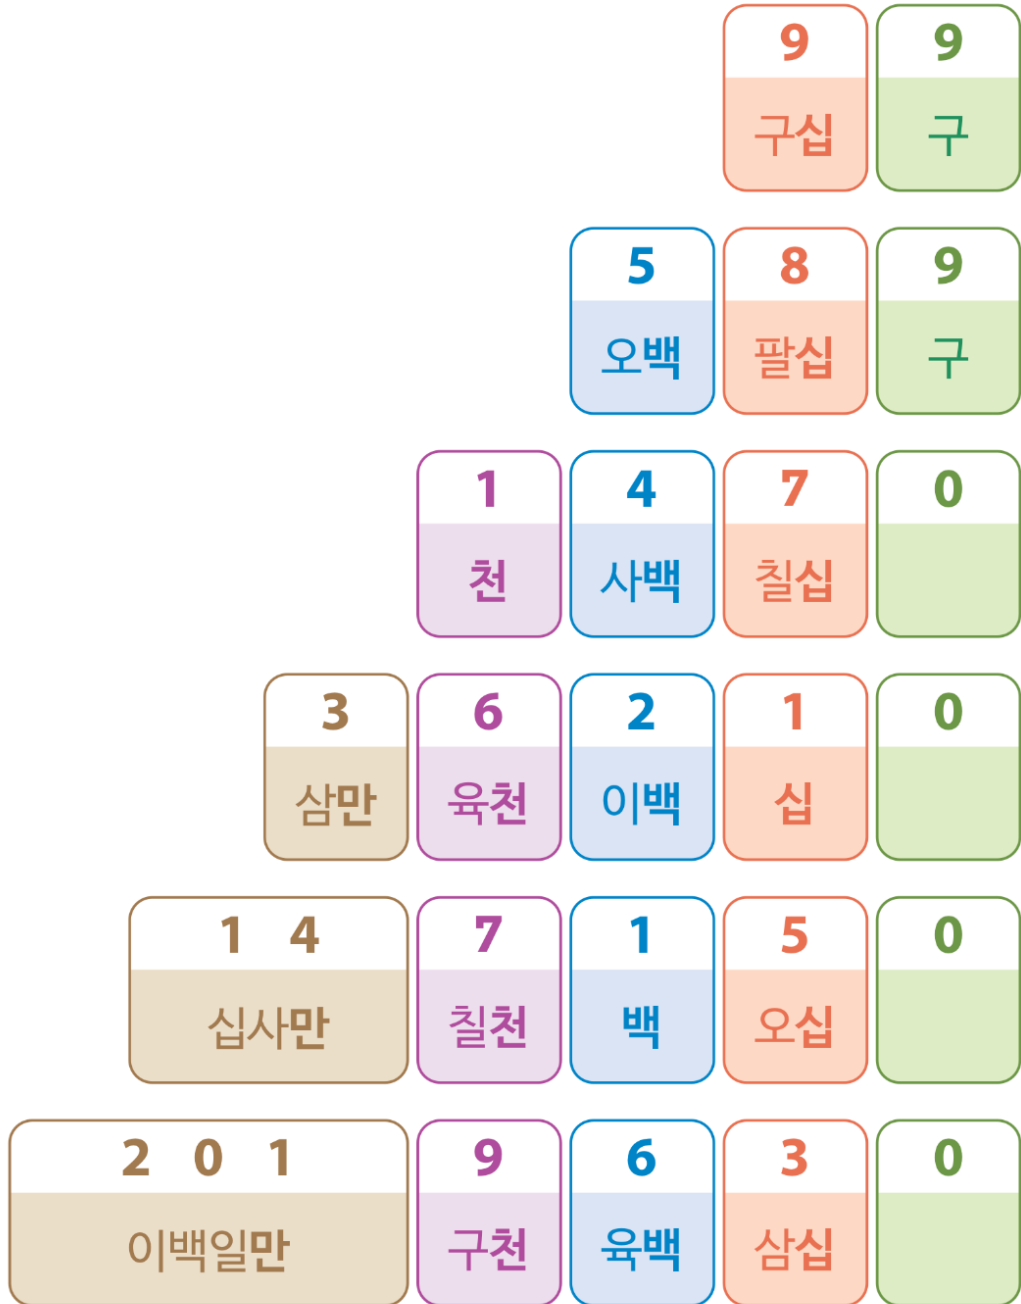 9 9
구십 구
5 8 9
오백 팔십 구
1 4 7 0
천 사백 칠십
3 6 2 1 0
삼만 육천 이백 십
1 4 7 1 5 0
십사만 칠천 백 오십
2 0 1 9 6 3 0
이백일만 구천 육백 삼십